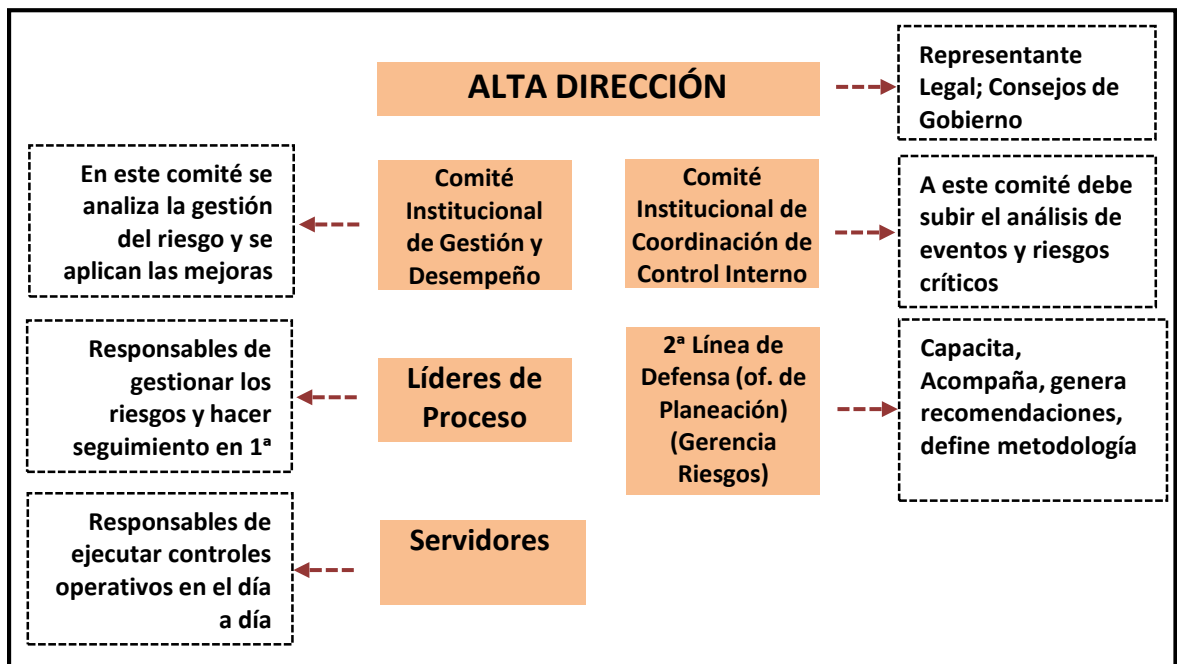 ALTA DIRECCIÓN
Representante
Legal; Consejos de
Gobierno
En este comité se
analiza la gestión
del riesgo y se
aplican las mejoras
Comité
Institucional
de Gestión y
Desempeño
Comité
Institucional de
Coordinación de
Control Interno
A este comité debe
subir el análisis de
eventos y riesgos
críticos
Responsables de
gestionar los
riesgos y hacer
seguimiento en 1ª
Líderes de
Proceso
2ª Línea de
Defensa (of. de
Planeación)
(Gerencia
Riesgos)
Capacita,
Acompaña, genera
recomendaciones,
define metodología
Responsables de
ejecutar controles
operativos en el día
a día
Servidores